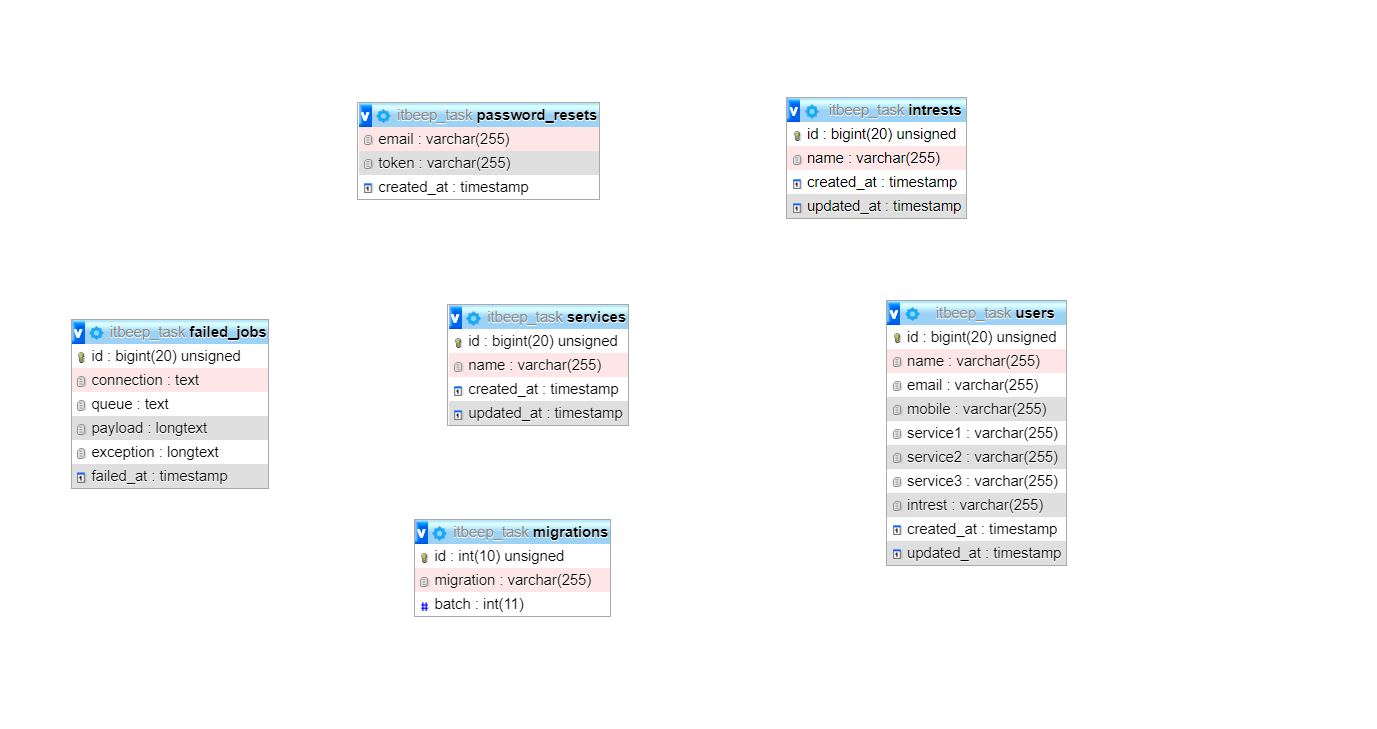 v itbeep_task password_resets
email : varchar(255)
token : varchar(255)
created_at : timestamp
v itbeep_task intrests
id : bigint(20) unsigned
name : varchar(255)
created_at : timestamp
updated_at : timestamp
v itbeep_task failed_jobs
id : bigint(20) unsigned
connection : text
queue : text
payload : longtext
exception : longtext
failed_at : timestamp
v itbeep_task services
id : bigint(20) unsigned
name : varchar(255)
created_at : timestamp
updated_at : timestamp
v itbeep_task users
id : bigint(20) unsigned
name : varchar(255)
email : varchar(255)
mobile : varchar(255)
service1 : varchar(255)
service2 : varchar(255)
service3 : varchar(255)
intrest : varchar(255)
created_at : timestamp
updated_at : timestamp
v itbeep_task migrations
id : int(10) unsigned
migration : varchar(255)
# batch : int(11)